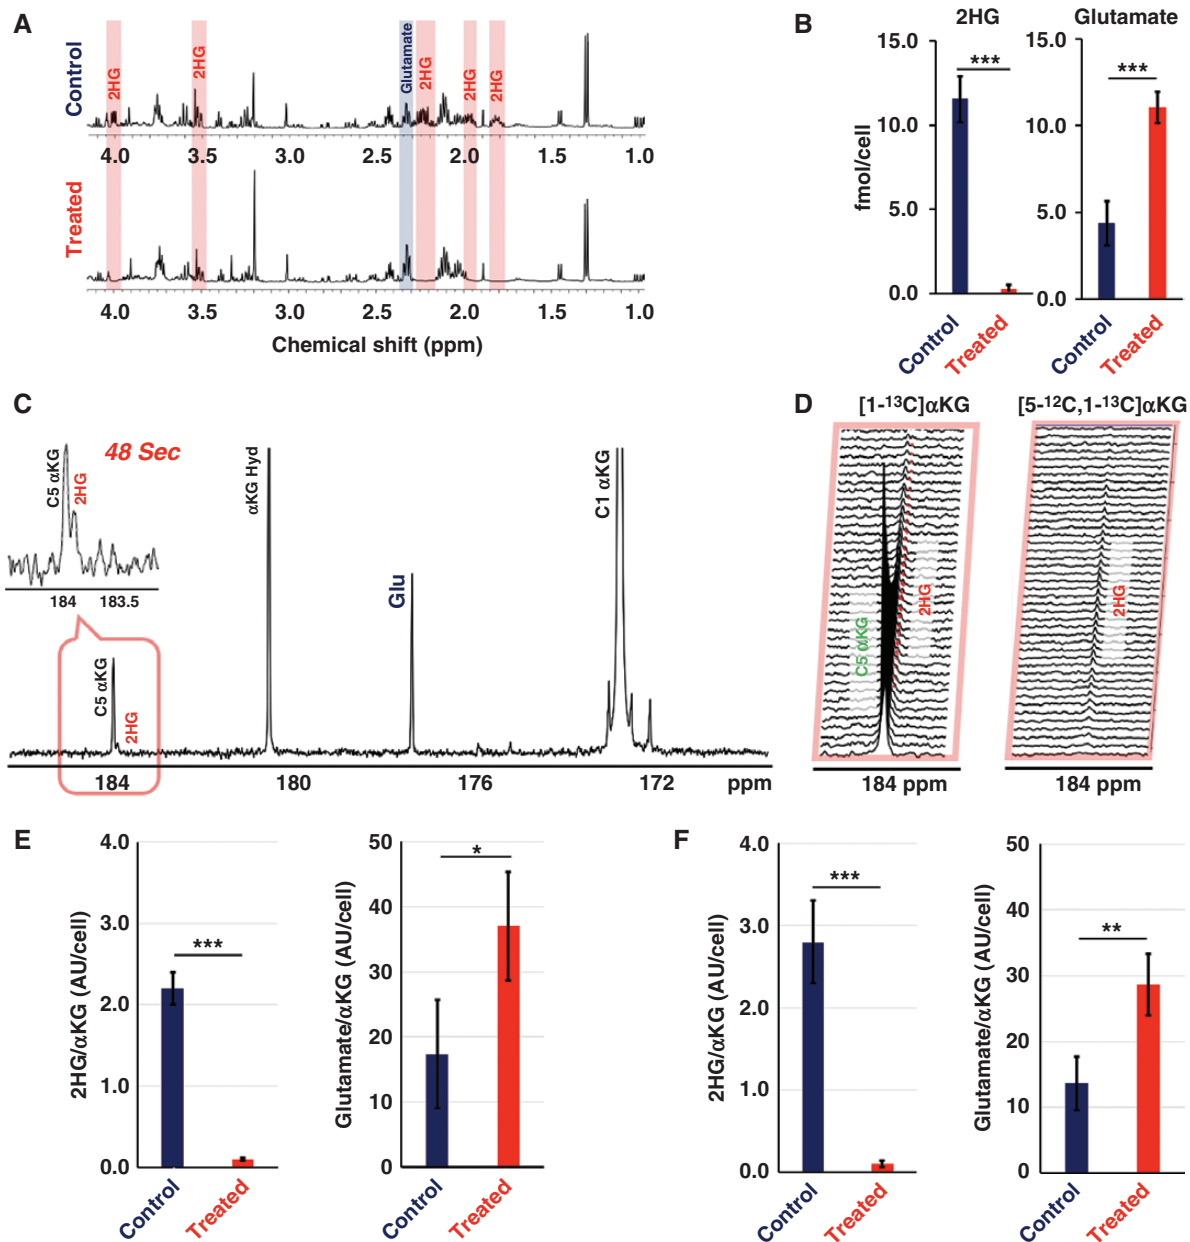 A
Control
2HG
2HG
Glutamate
2HG
2HG
2HG
4.0 3.5 3.0 2.5 2.0 1.5 1.0
Treated
4.0 3.5 3.0 2.5 2.0 1.5 1.0
Chemical shift (ppm)
B
2HG
Glutamate
fmol/cell
15.0
10.0
5.0
0.0
***
Control
Treated
15.0
10.0
5.0
0.0
***
Control
Treated
C
48 Sec
C5 αKG
2HG
184 183.5
C5 αKG
2HG
αKG Hyd
Glu
C1 αKG
184 180 176 172 ppm
D
[1-¹³C]αKG
[5-¹²C,1-¹³C]αKG
C5 αKG
2HG
2HG
184 ppm
184 ppm
E
2HG/αKG (AU/cell)
4.0
3.0
2.0
1.0
0.0
***
Control
Treated
Glutamate/αKG (AU/cell)
50
40
30
20
10
0
*
Control
Treated
F
2HG/αKG (AU/cell)
4.0
3.0
2.0
1.0
0.0
***
Control
Treated
Glutamate/αKG (AU/cell)
50
40
30
20
10
0
**
Control
Treated